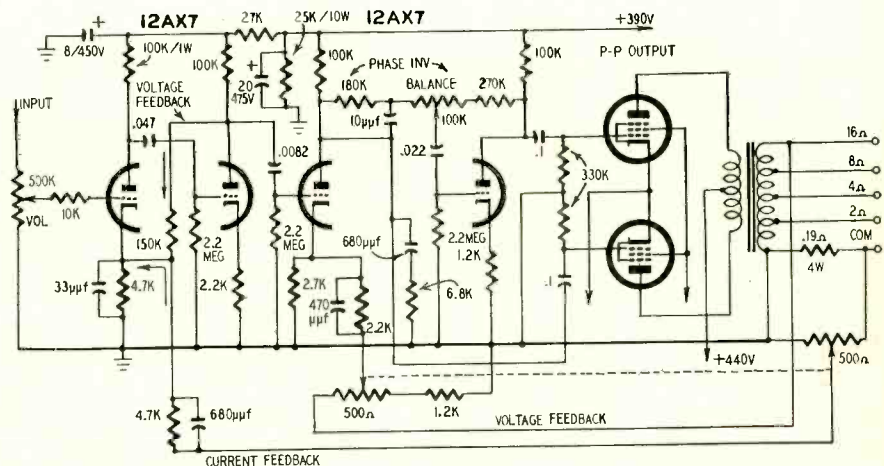 12AX7
27K
25K/10W
12AX7
+390V
8/450V
100K/1W
100K
100K
100K
P-P OUTPUT
PHASE INV
180K
BALANCE
270K
VOLTAGE
FEEDBACK
20
475V
INPUT
10μμf
100K
16Ω
.047
.0082
.022
.1
8Ω
500K
VOL
330K
4Ω
10K
2Ω
150K
2.2
MEG
2.2
MEG
680μμf
2.2MEG
1.2K
COM
.19Ω
4W
33μμf
4.7K
2.2K
2.7K
470
μμf
6.8K
.1
2.2K
+440V
500Ω
4.7K
680μμf
500Ω
1.2K
VOLTAGE FEEDBACK
CURRENT FEEDBACK